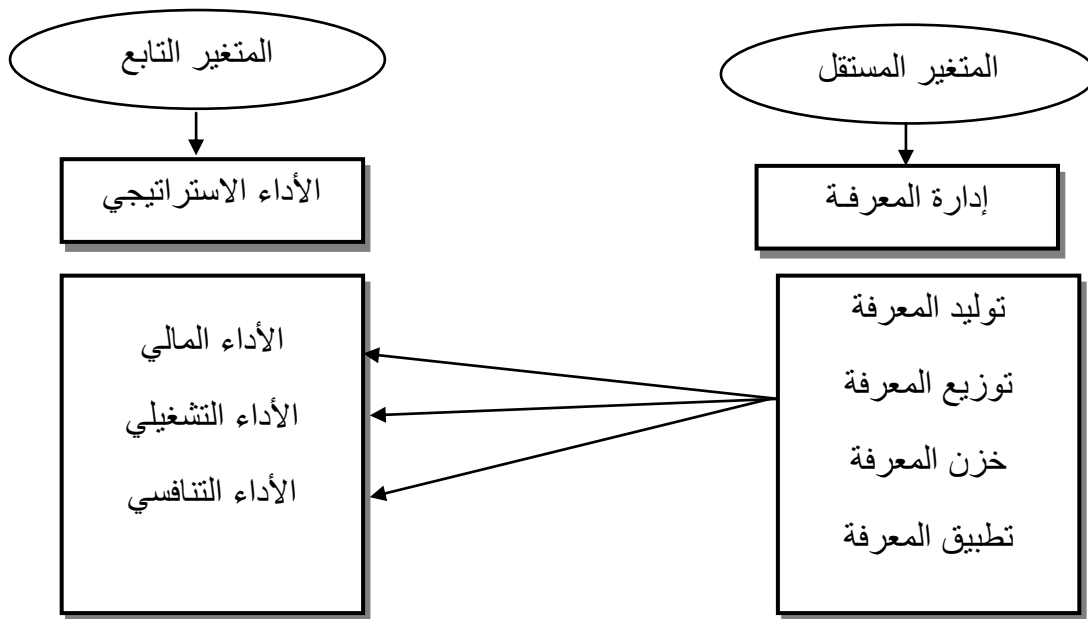 المتغير المستقل
المتغير التابع
إدارة المعرفـة
الأداء الاستراتيجي
توليد المعرفة
توزيع المعرفة
خزن المعرفة
تطبيق المعرفة
الأداء المالي
الأداء التشغيلي
الأداء التنافسي